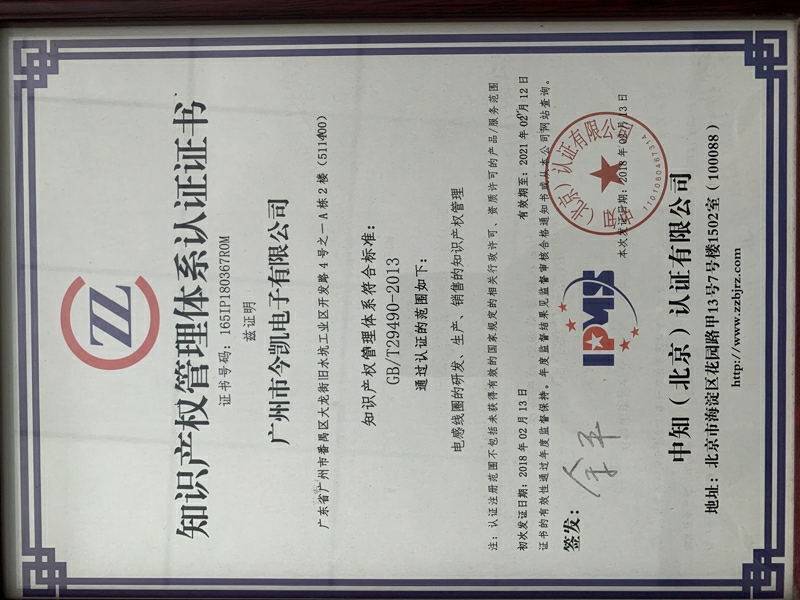 ZZ
知识产权管理体系认证证书
证书号码：165IP180367R0M
兹证明
广州市今凯电子有限公司
广东省广州市番禺区大龙街旧水坑工业区开发路4号之一A栋2楼（511400）
知识产权管理体系符合标准：
GB/T29490-2013
通过认证的范围如下：
电感线圈的研发、生产、销售的知识产权管理
注：认证注册范围不包括未获得有效的国家规定的相关行政许可、资质许可的产品/服务范围
初次发证日期：2018年02月13日
有效期至：2021年02月12日
证书的有效性通过年度监督保持。年度监督结果见监督审核合格通知书或从本公司网站查询。
签发：
IPMS
本次发证日期：2018年02月13日
1101080467314
中知（北京）认证有限公司
地址：北京市海淀区花园路甲13号7号楼1502室（100088）
http://www.zzbjrz.com